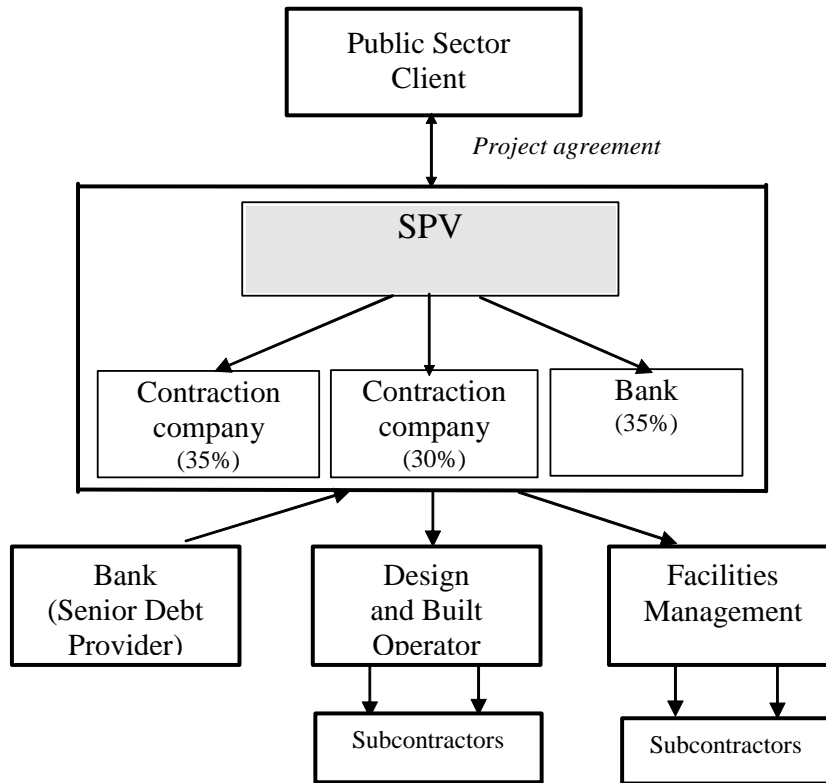 Public Sector
Client
Project agreement
SPV
Contraction
company
(35%)
Contraction
company
(30%)
Bank
(35%)
Bank
(Senior Debt
Provider)
Design
and Built
Operator
Facilities
Management
Subcontractors
Subcontractors